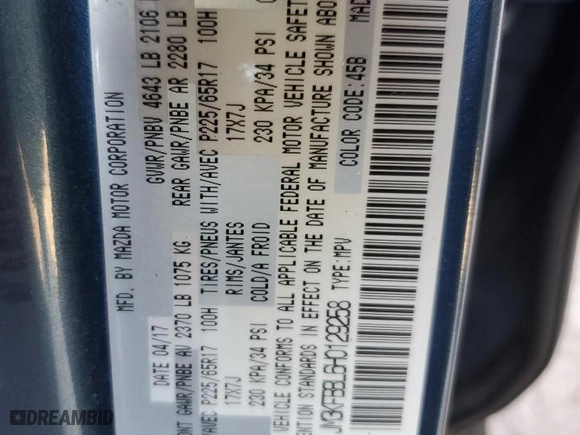 MFD. BY MAZDA MOTOR CORPORATION
DATE 04/17 GVWR/PNBV 4643 LB 2106
GAWR/PNBE AV 2370 LB 1075 KG REAR GAWR/PNBE AR 2280 LB
AVEC P225/65R17 100H TIRES/PNEUS WITH/AVEC P225/65R17 100H
17X7J RIMS/JANTES 17X7J
230 KPA/34 PSI COLD/A FROID 230 KPA/34 PSI
VEHICLE CONFORMS TO ALL APPLICABLE FEDERAL MOTOR VEHICLE SAFET
STANDARDS IN EFFECT ON THE DATE OF MANUFACTURE SHOWN ABO
JM3KFBBL6H0129258 TYPE: MPV COLOR CODE: 45B MAD
DREAMBID